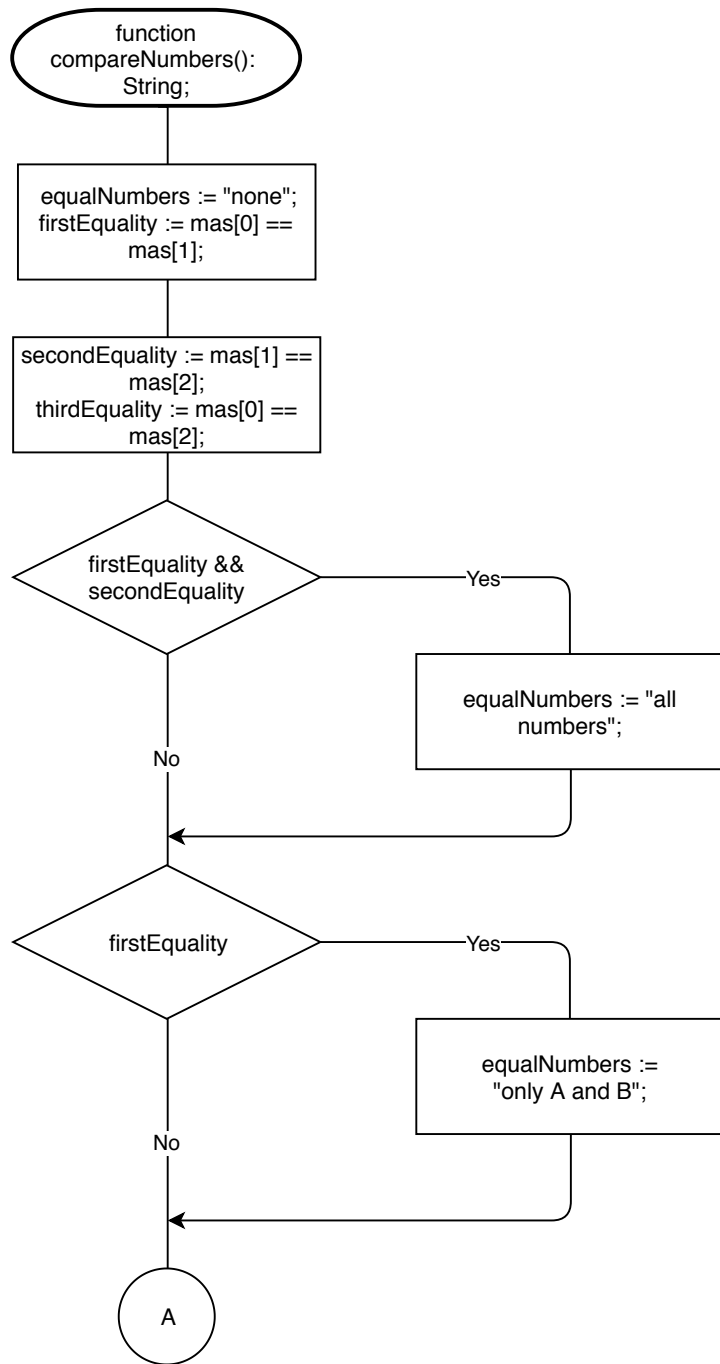 function
compareNumbers():
String;
equalNumbers := "none";
firstEquality := mas[0] ==
mas[1];
secondEquality := mas[1] ==
mas[2];
thirdEquality := mas[0] ==
mas[2];
firstEquality &&
secondEquality
Yes
equalNumbers := "all
numbers";
No
firstEquality
Yes
equalNumbers :=
"only A and B";
No
A